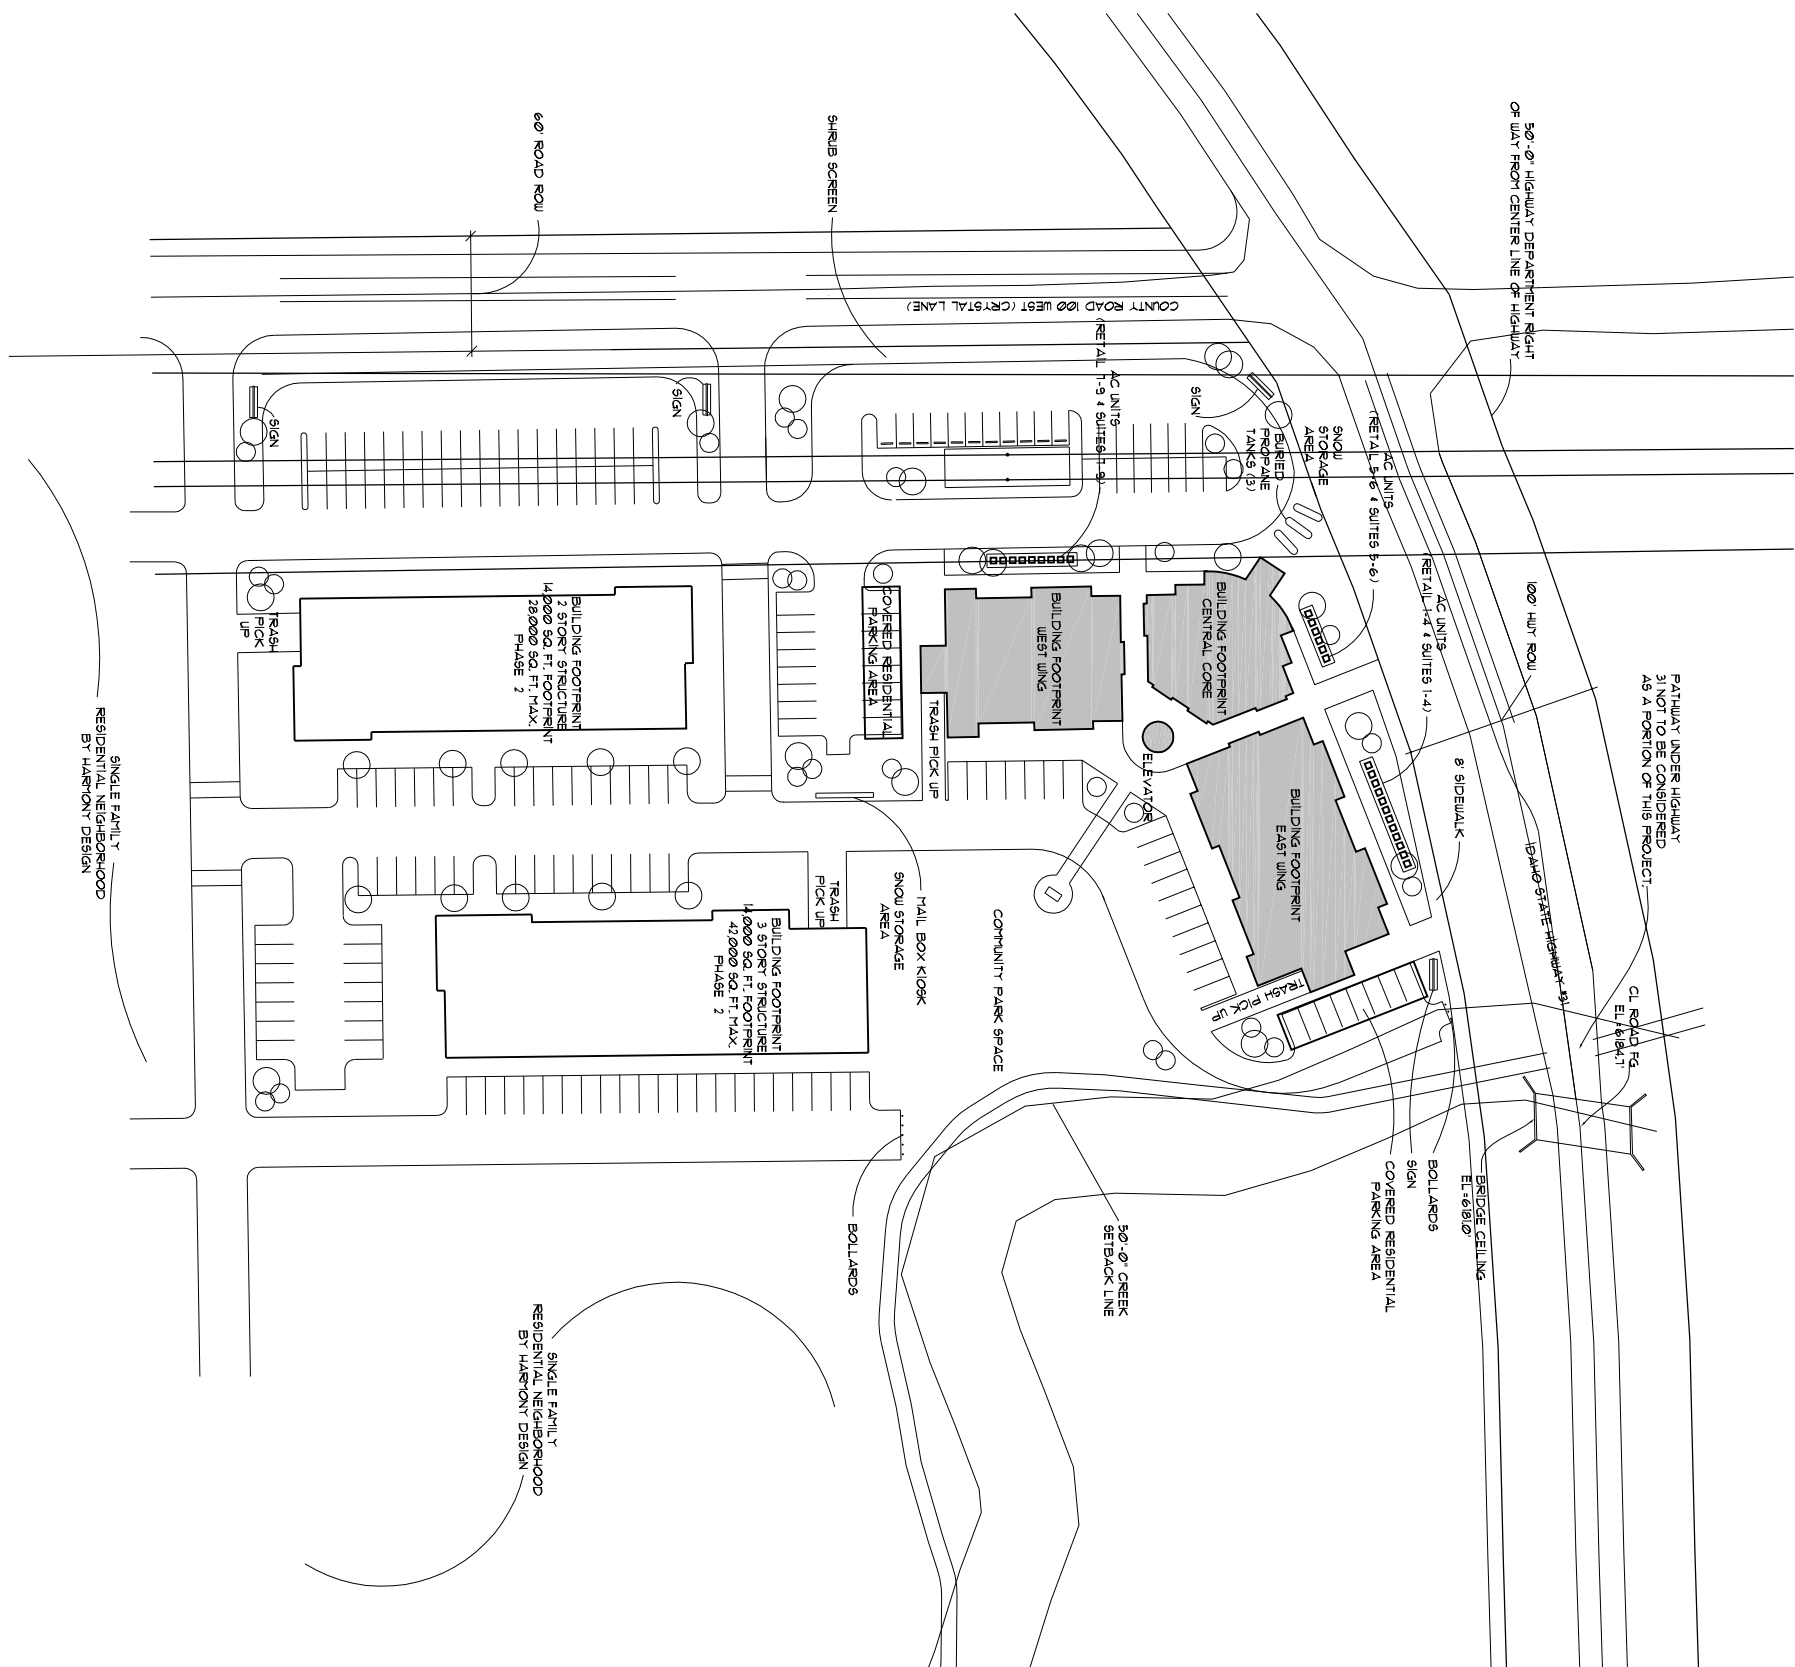 50'-0" HIGHWAY DEPARTMENT RIGHT
OF WAY FROM CENTER LINE OF HIGHWAY
60' ROAD ROW
SHRUB SCREEN
COUNTY ROAD 100 WEST (CRYSTAL LANE)
AC UNITS
(RETAIL 7-9 & SUITES 7-9)
SIGN
SIGN
SIGN
BURIED
PROPANE
TANKS (3)
SNOW
STORAGE
AREA
AC UNITS
(RETAIL 5-6 & SUITES 5-6)
AC UNITS
(RETAIL 1-4 & SUITES 1-4)
100' HWY ROW
PATHWAY UNDER HIGHWAY
31 NOT TO BE CONSIDERED
AS A PORTION OF THIS PROJECT.
8' SIDEWALK
IDAHO STATE HIGHWAY #31
TRASH
PICK
UP
BUILDING FOOTPRINT
2 STORY STRUCTURE
14,000 SQ. FT. FOOTPRINT
28,000 SQ. FT. MAX.
PHASE 2
COVERED RESIDENTIAL
PARKING AREA
TRASH PICK UP
BUILDING FOOTPRINT
WEST WING
BUILDING FOOTPRINT
CENTRAL CORE
ELEVATOR
BUILDING FOOTPRINT
EAST WING
TRASH PICK UP
SINGLE FAMILY
RESIDENTIAL NEIGHBORHOOD
BY HARMONY DESIGN
BUILDING FOOTPRINT
3 STORY STRUCTURE
14,000 SQ. FT. FOOTPRINT
42,000 SQ. FT. MAX.
PHASE 2
TRASH
PICK UP
MAIL BOX KIOSK
SNOW STORAGE
AREA
COMMUNITY PARK SPACE
CL ROAD FG
EL=6184.7'
BRIDGE CEILING
EL=6181.0'
BOLLARDS
SIGN
COVERED RESIDENTIAL
PARKING AREA
50'-0" CREEK
SETBACK LINE
BOLLARDS
SINGLE FAMILY
RESIDENTIAL NEIGHBORHOOD
BY HARMONY DESIGN